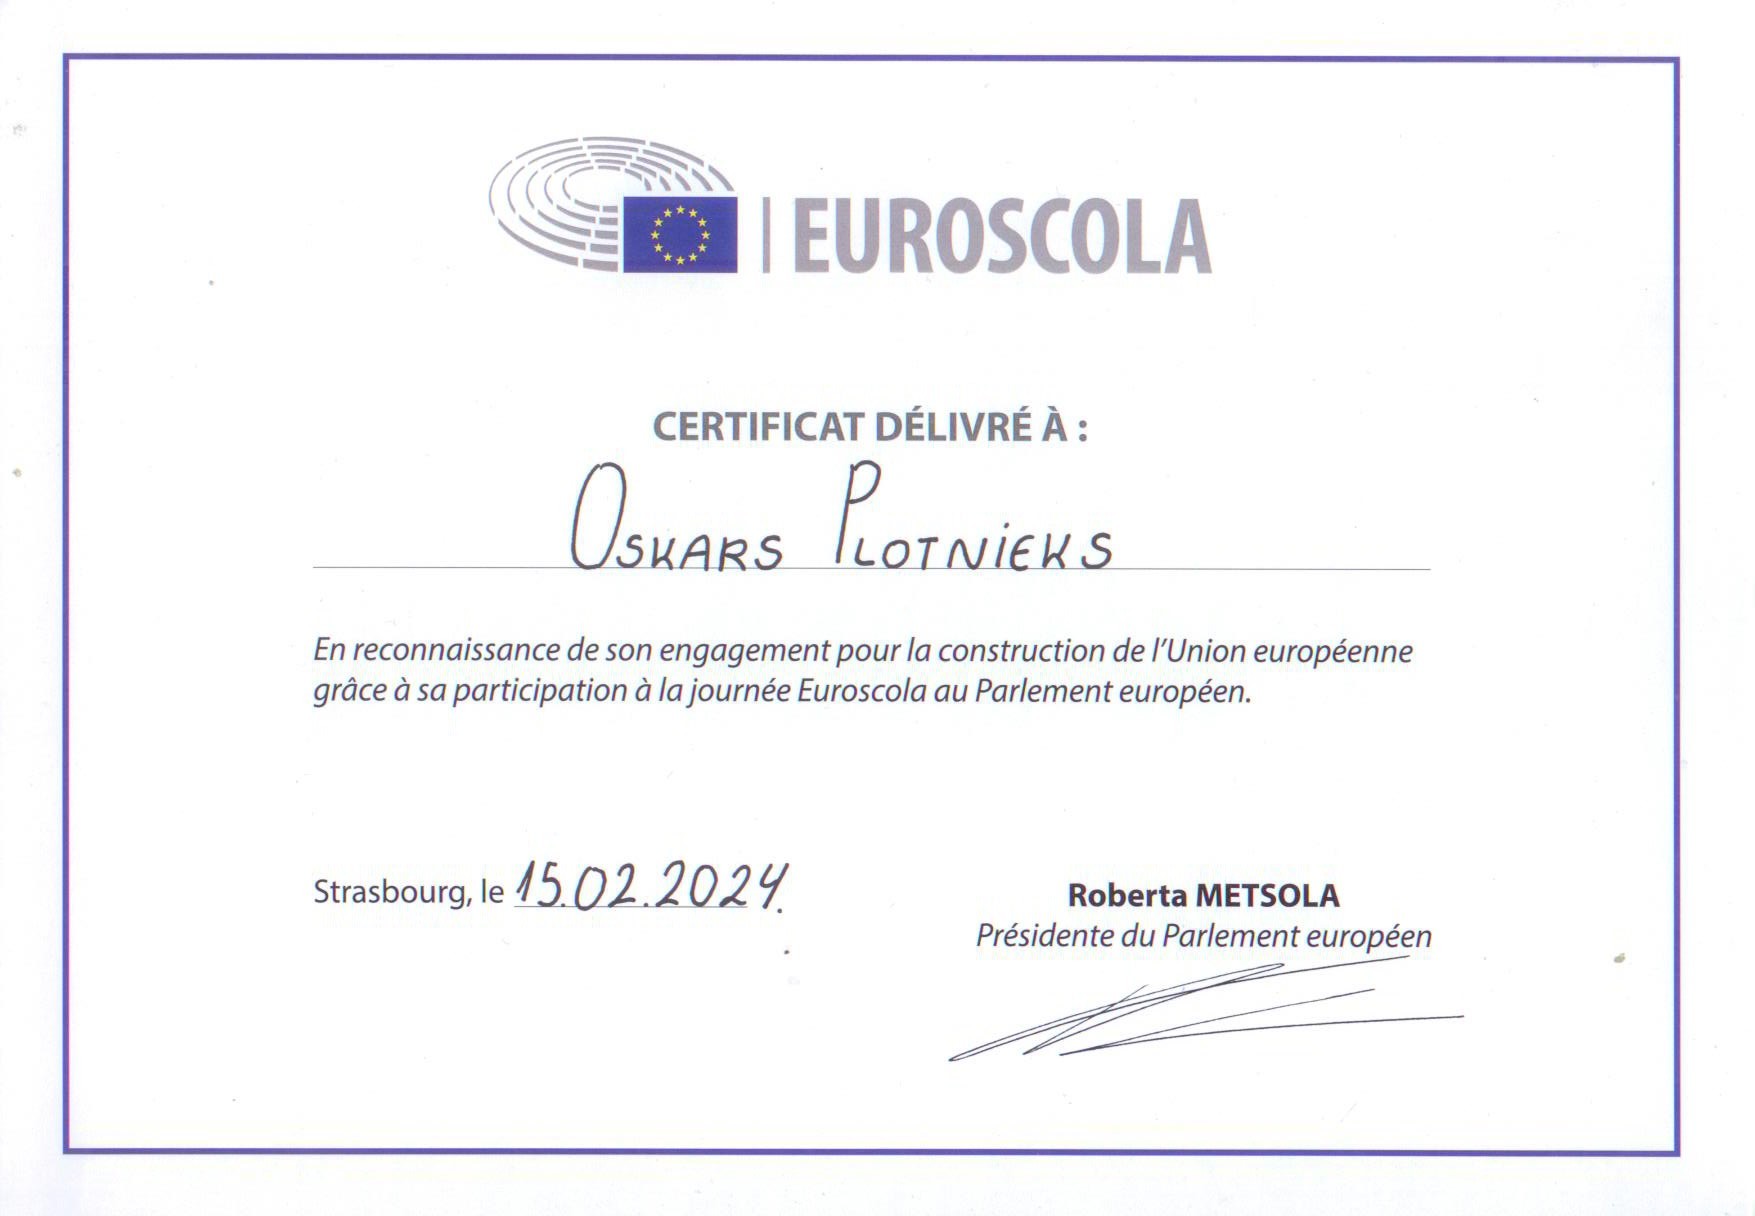 EUROSCOLA
CERTIFICAT DÉLIVRÉ À :
OSKARS PLOTNiEKS
En reconnaissance de son engagement pour la construction de l'Union européenne
grâce à sa participation à la journée Euroscola au Parlement européen.
Strasbourg, le 15.02.2024.
Roberta METSOLA
Présidente du Parlement européen